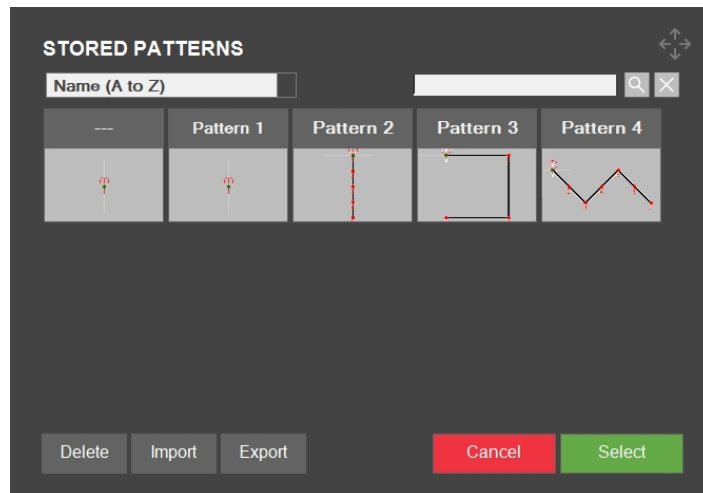 STORED PATTERNS
Name (A to Z)
--- Pattern 1 Pattern 2 Pattern 3 Pattern 4
Delete Import Export Cancel Select